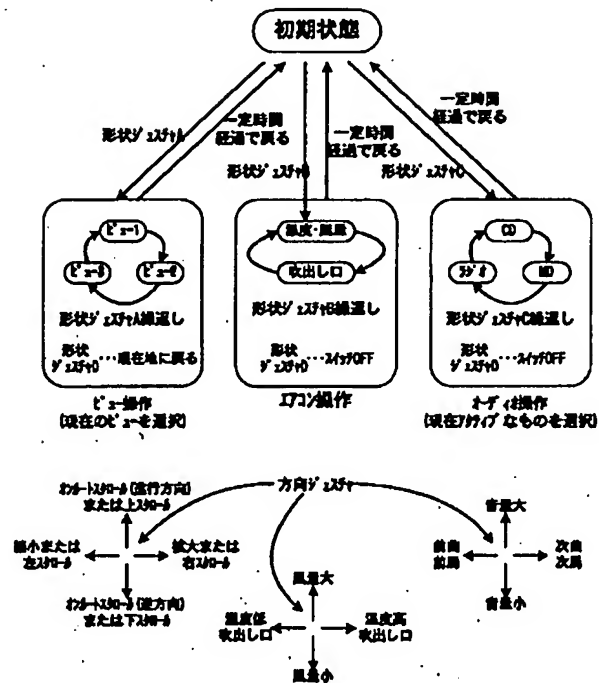 初期状態
一定時間
経過で戻る
形状ジェスチャA
一定時間
経過で戻る
形状ジェスチャB
一定時間
経過で戻る
形状ジェスチャC
ビュー1
ビュー3
ビュー2
形状ジェスチャA繰返し
形状
ジェスチャD…現在地に戻る
ビュー操作
(現在のビューを選択)
温度・風量
吹出し口
形状ジェスチャB繰返し
形状
ジェスチャD…スイッチOFF
エアコン操作
CD
ラジオ
MD
形状ジェスチャC繰返し
形状
ジェスチャD…スイッチOFF
オーディオ操作
(現在アクティブなものを選択)
方向ジェスチャ
オンルートスクロール(進行方向)
または上スクロール
縮小または
左スクロール
拡大または
右スクロール
オンルートスクロール(逆方向)
または下スクロール
風量大
温度低
吹出し口
温度高
吹出し口
風量小
音量大
前曲
前局
次曲
次局
音量小